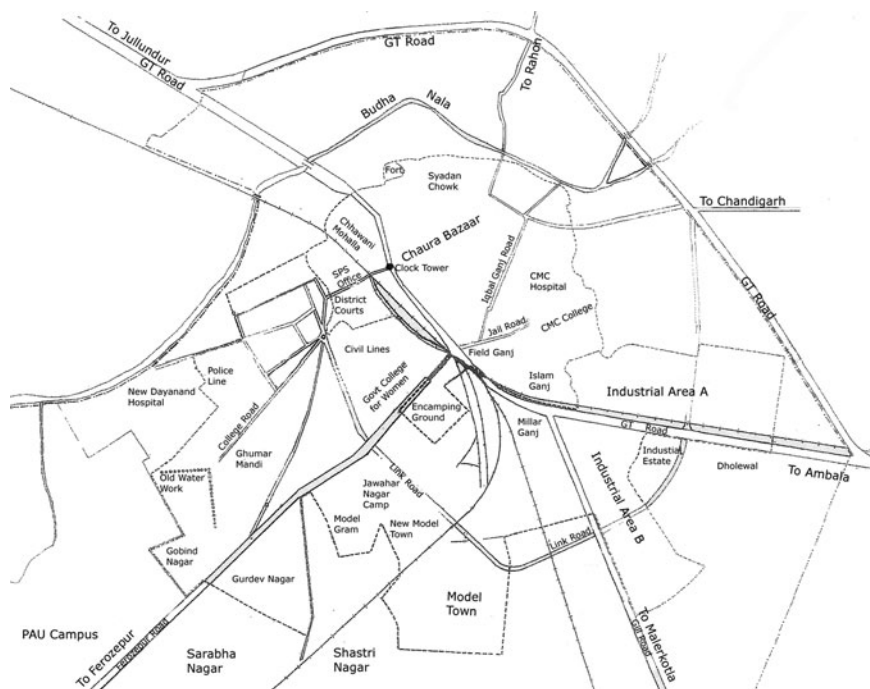 To Jullundur
GT Road
GT Road
To Rahon
Budha
Nala
Fort
Syadan
Chowk
To Chandigarh
Chhawani
Mohalla
Chaura Bazaar
Clock Tower
SPS
Office
Iqbal Ganj Road
CMC
Hospital
GT Road
District
Courts
Jail Road
CMC College
Civil Lines
Field Ganj
Police
Line
Govt College
for Women
Islam
Ganj
New Dayanand
Hospital
Industrial Area A
Encamping
Ground
College Road
Millar
Ganj
GT Road
Ghumar
Mandi
Industial
Estate
Dholewal
To Ambala
Link Road
Old Water
Work
Jawahar
Nagar
Camp
Industrial Area B
Model
Gram
New Model
Town
Link Road
Gobind
Nagar
Gurdev Nagar
Model
Town
PAU Campus
To Ferozepur
Ferozepur Road
Sarabha
Nagar
Shastri
Nagar
To Malerkotla
Gill Road